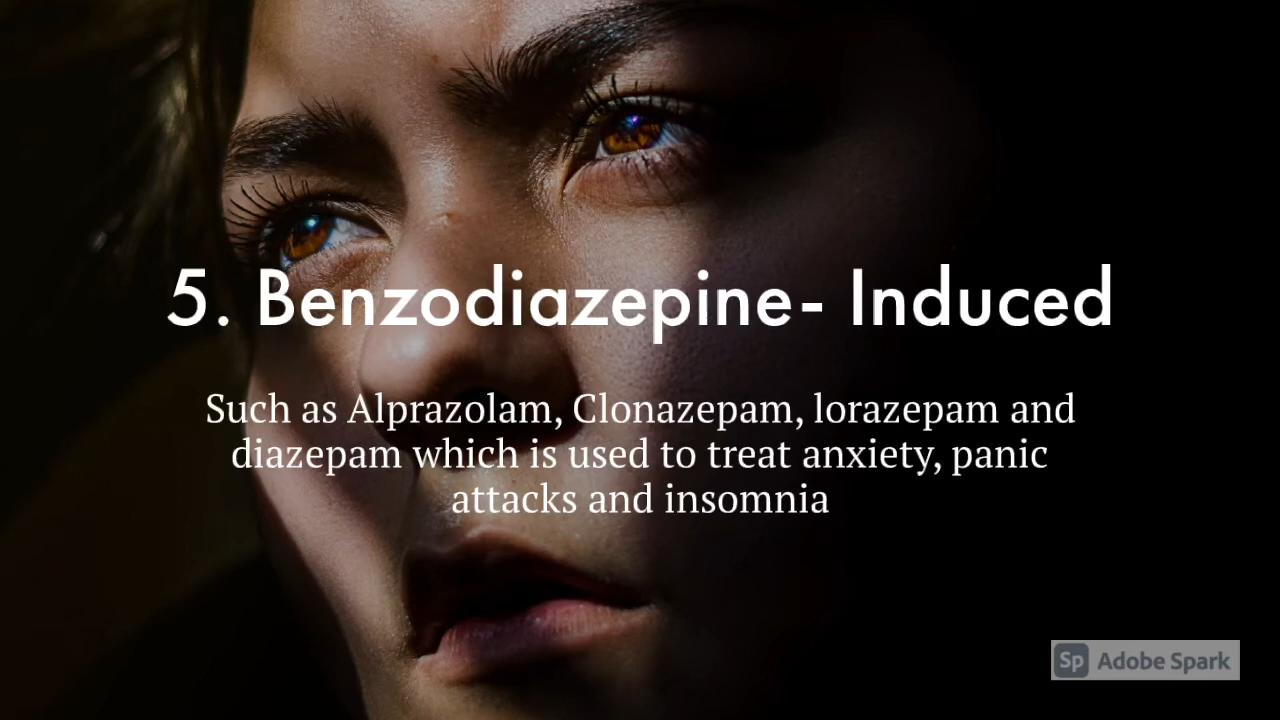 5. Benzodiazepine- Induced
Such as Alprazolam, Clonazepam, lorazepam and
diazepam which is used to treat anxiety, panic
attacks and insomnia
Sp Adobe Spark